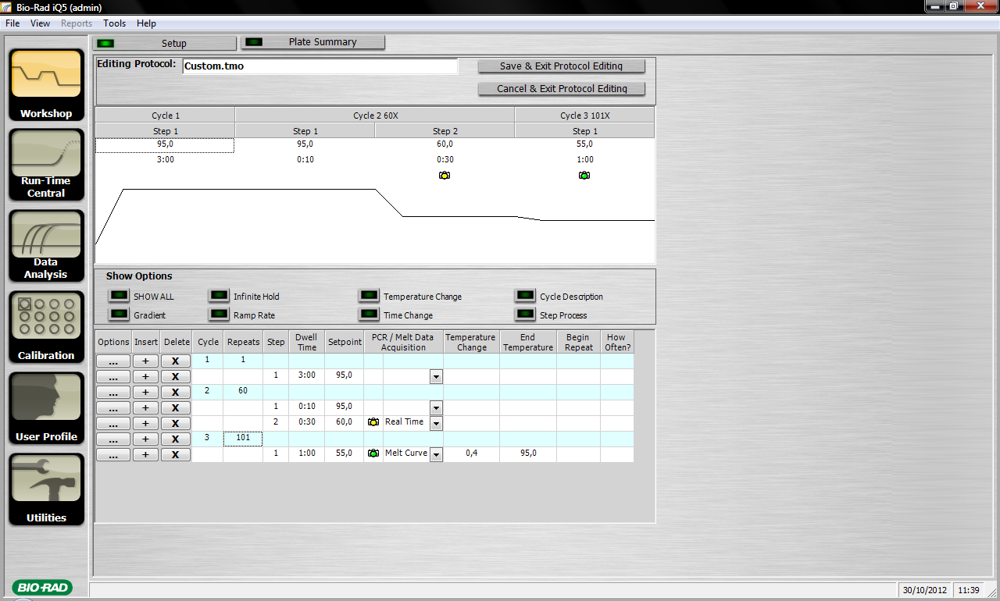 Bio-Rad iQ5 (admin)
File View Reports Tools Help
Setup Plate Summary
Editing Protocol: Custom.tmo Save & Exit Protocol Editing
Cancel & Exit Protocol Editing
Workshop
Run-Time
Central
Data
Analysis
Calibration
User Profile
Utilities
BIO-RAD
Cycle 1 Cycle 2 60X Cycle 3 101X
Step 1 Step 1 Step 2 Step 1
95,0 95,0 60,0 55,0
3:00 0:10 0:30 1:00
Show Options
SHOW ALL Infinite Hold Temperature Change Cycle Description
Gradient Ramp Rate Time Change Step Process
Options Insert Delete Cycle Repeats Step Dwell Time Setpoint PCR / Melt Data Acquisition Temperature Change End Temperature Begin Repeat How Often?
... + X 1 1
... + X 1 3:00 95,0
... + X 2 60
... + X 1 0:10 95,0
... + X 2 0:30 60,0 Real Time
... + X 3 101
... + X 1 1:00 55,0 Melt Curve 0,4 95,0
30/10/2012 11:39